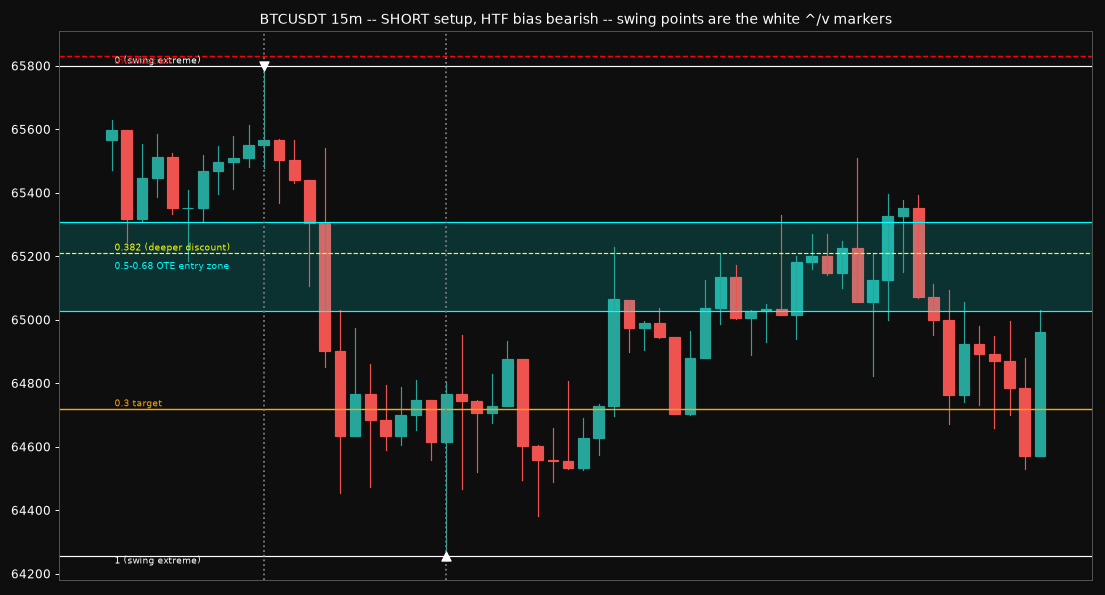 BTCUSDT 15m -- SHORT setup, HTF bias bearish -- swing points are the white ^/v markers
65800
65600
65400
65200
65000
64800
64600
64400
64200
0 (swing extreme)
0.382 (deeper discount)
0.5-0.68 OTE entry zone
0.3 target
1 (swing extreme)